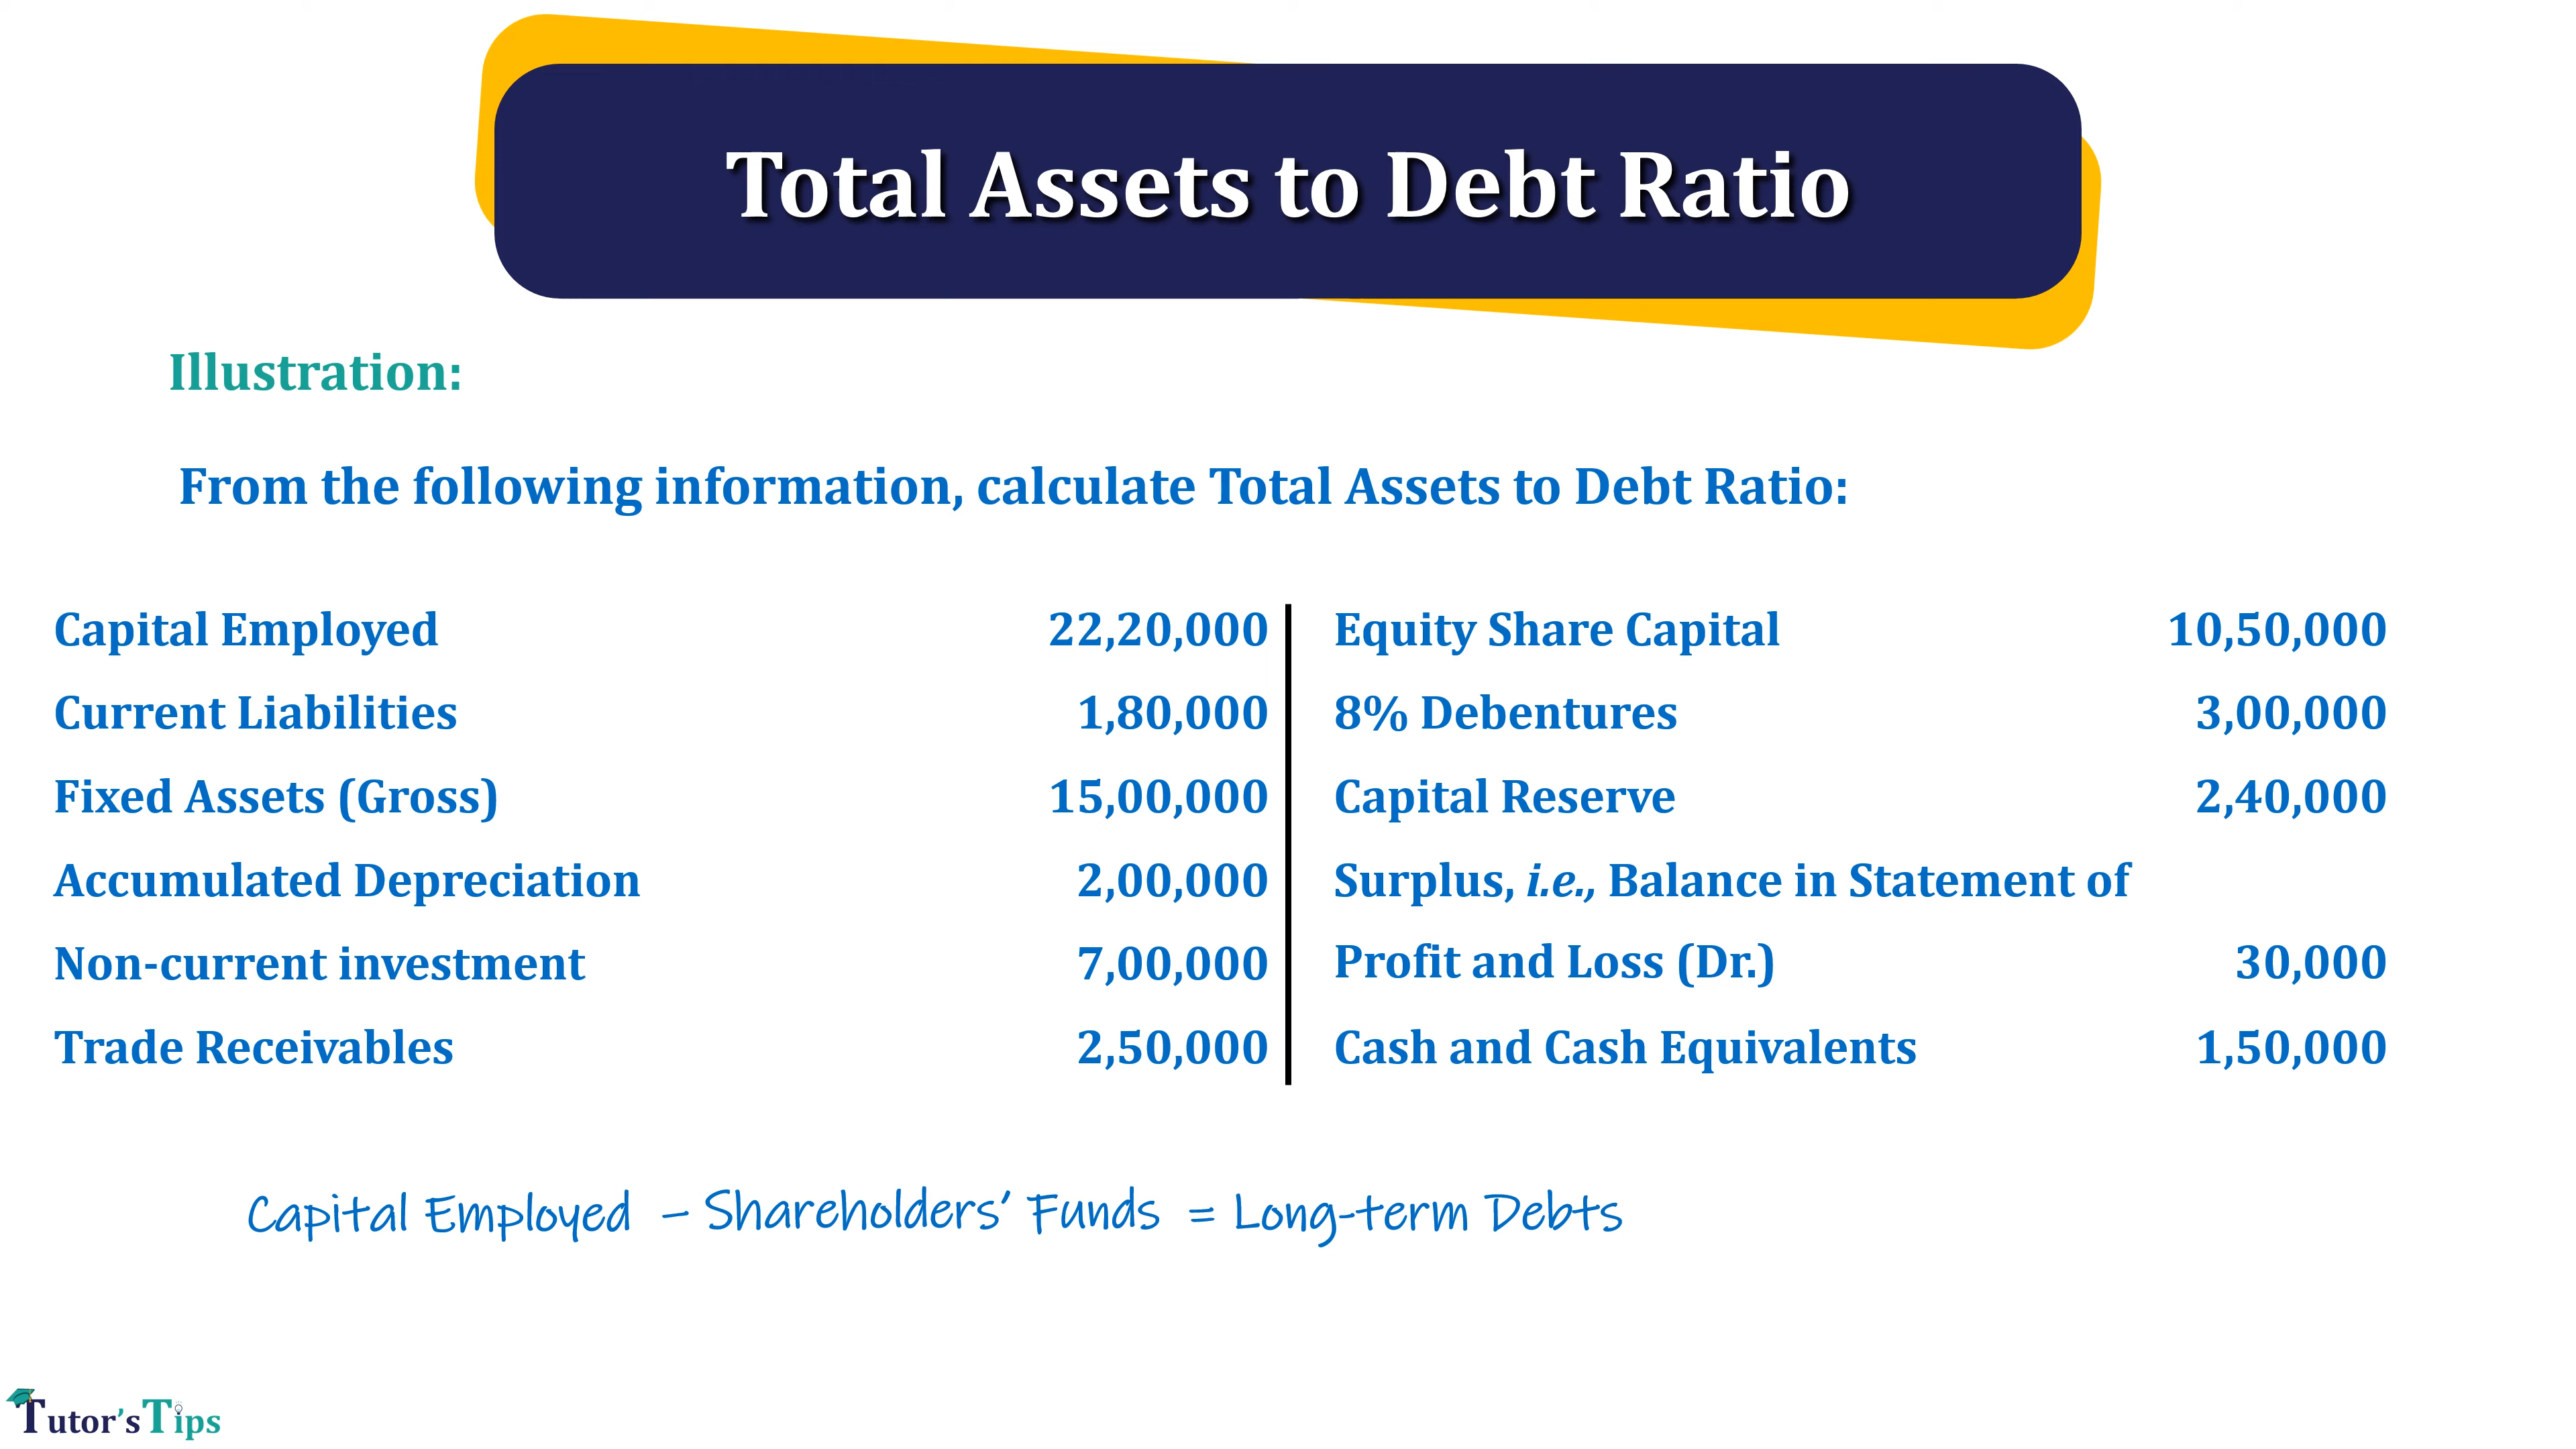 Total Assets to Debt Ratio
Illustration:
From the following information, calculate Total Assets to Debt Ratio:
Capital Employed 22,20,000
Current Liabilities 1,80,000
Fixed Assets (Gross) 15,00,000
Accumulated Depreciation 2,00,000
Non-current investment 7,00,000
Trade Receivables 2,50,000
Equity Share Capital 10,50,000
8% Debentures 3,00,000
Capital Reserve 2,40,000
Surplus, i.e., Balance in Statement of
Profit and Loss (Dr.) 30,000
Cash and Cash Equivalents 1,50,000
Capital Employed – Shareholders’ Funds = Long-term Debts
Tutor’sTips